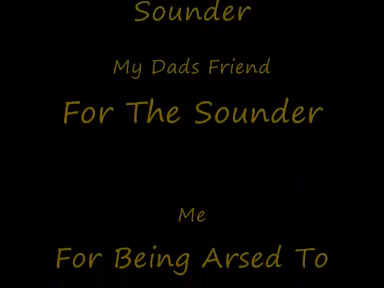 Sounder
My Dads Friend
For The Sounder
Me
For Being Arsed To